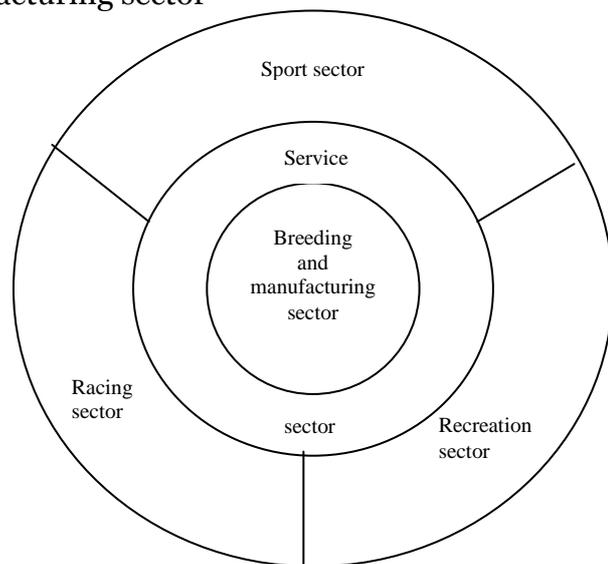 Sport sector
Service
Breeding
and
manufacturing
sector
Racing
sector
sector
Recreation
sector